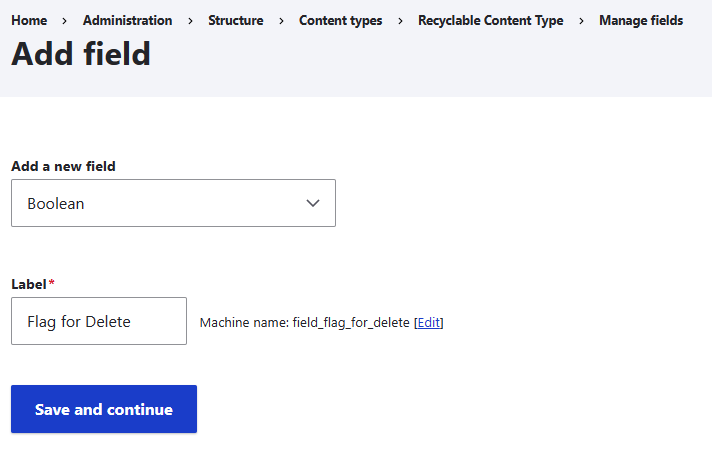 Home > Administration > Structure > Content types > Recyclable Content Type > Manage fields
Add field
Add a new field
Boolean
Label*
Flag for Delete
Machine name: field_flag_for_delete [Edit]
Save and continue